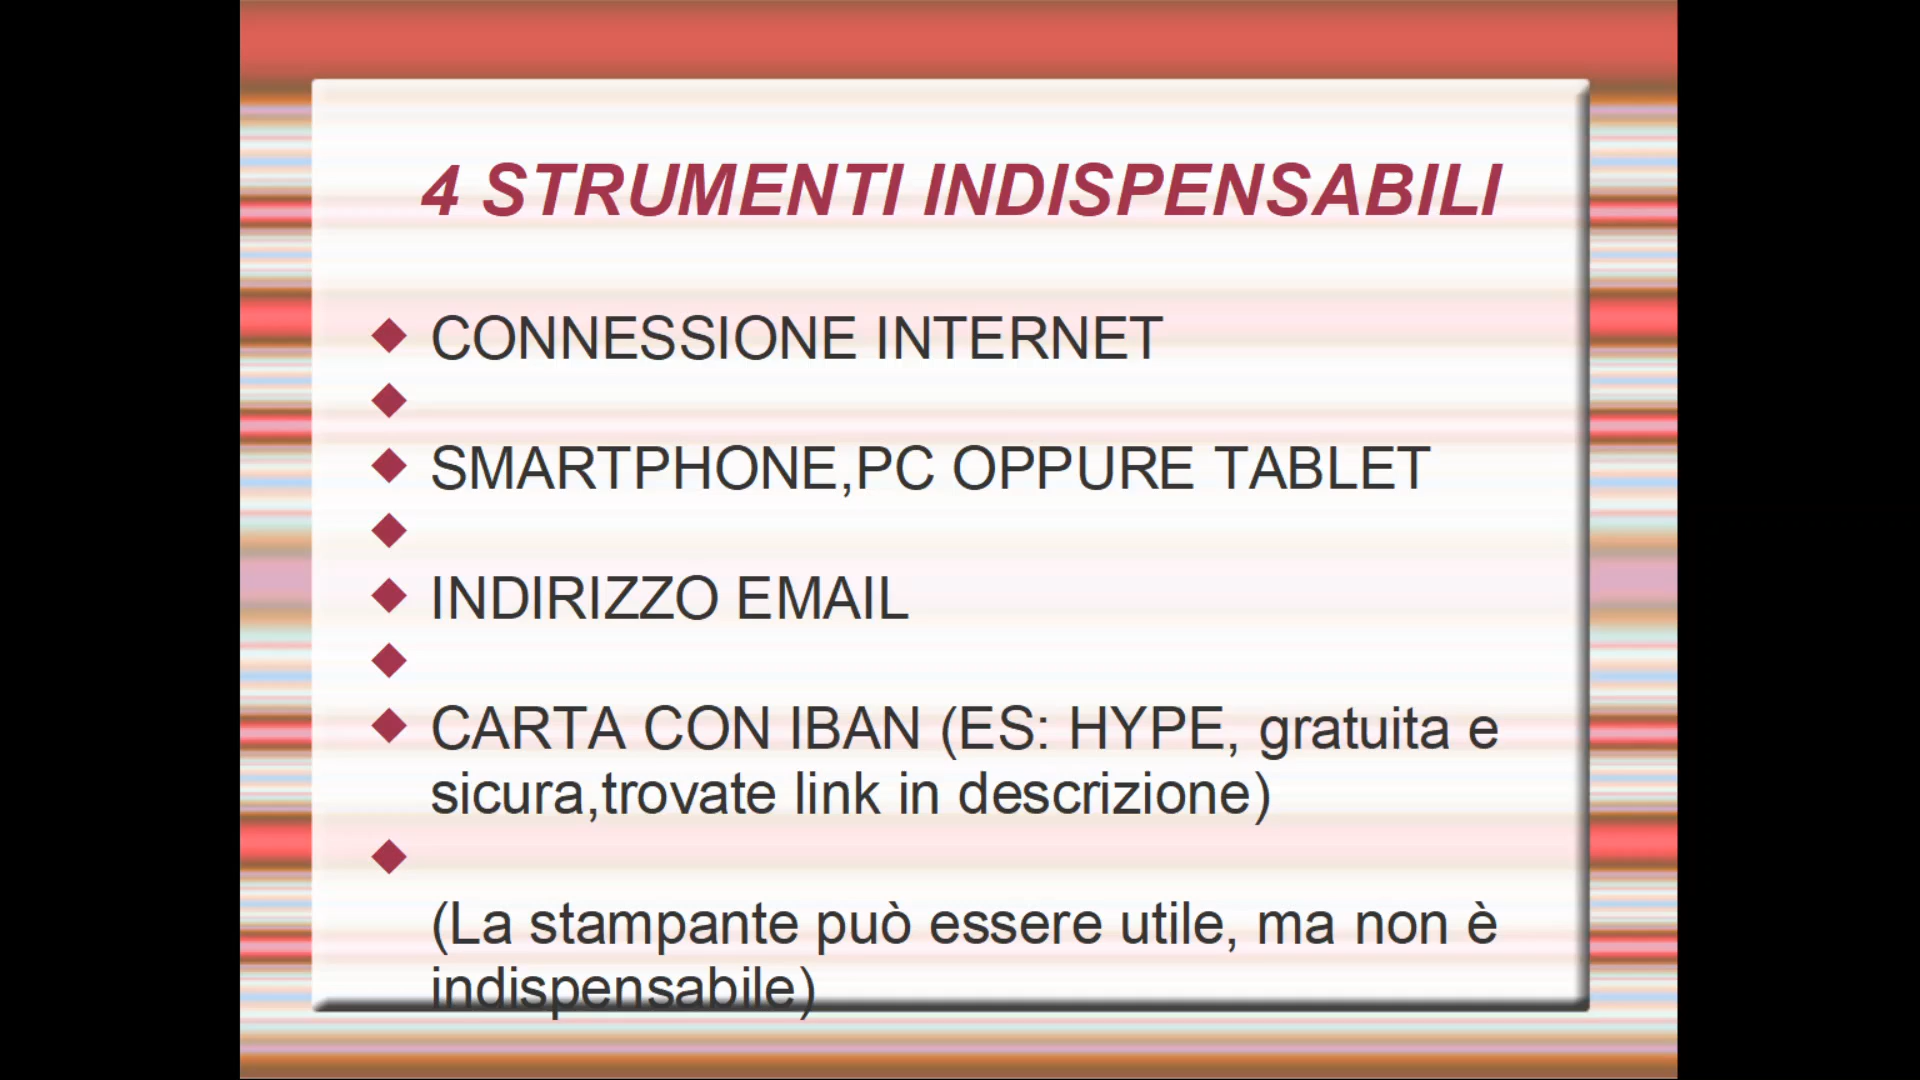 4 STRUMENTI INDISPENSABILI
CONNESSIONE INTERNET
SMARTPHONE,PC OPPURE TABLET
INDIRIZZO EMAIL
CARTA CON IBAN (ES: HYPE, gratuita e
sicura,trovate link in descrizione)
(La stampante può essere utile, ma non è
indispensabile)